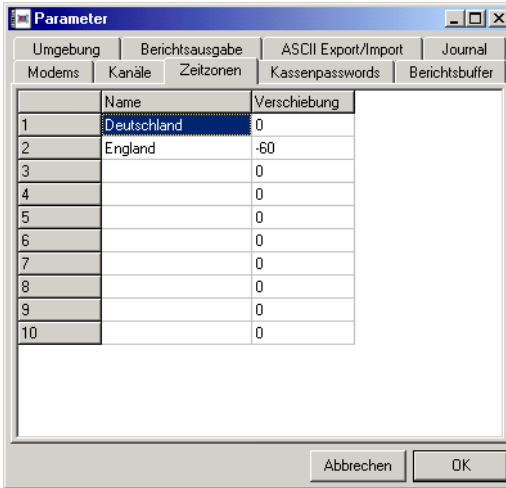 Parameter
Umgebung Berichtsausgabe ASCII Export/Import Journal
Modems Kanäle Zeitzonen Kassenpasswords Berichtsbuffer
Name Verschiebung
1 Deutschland 0
2 England -60
3 0
4 0
5 0
6 0
7 0
8 0
9 0
10 0
Abbrechen OK